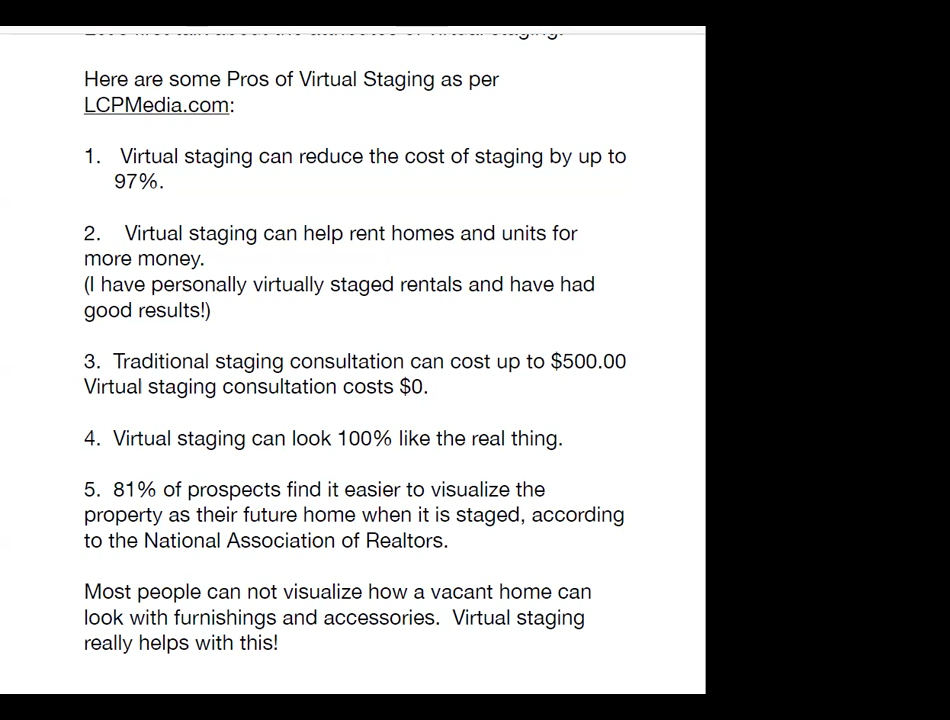 Here are some Pros of Virtual Staging as per
LCPMedia.com:
1. Virtual staging can reduce the cost of staging by up to
97%.
2. Virtual staging can help rent homes and units for
more money.
(I have personally virtually staged rentals and have had
good results!)
3. Traditional staging consultation can cost up to $500.00
Virtual staging consultation costs $0.
4. Virtual staging can look 100% like the real thing.
5. 81% of prospects find it easier to visualize the
property as their future home when it is staged, according
to the National Association of Realtors.
Most people can not visualize how a vacant home can
look with furnishings and accessories. Virtual staging
really helps with this!